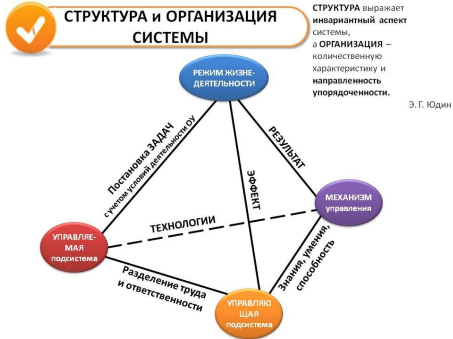 СТРУКТУРА и ОРГАНИЗАЦИЯ
СИСТЕМЫ
СТРУКТУРА выражает
инвариантный аспект
системы,
а ОРГАНИЗАЦИЯ –
количественную
характеристику и
направленность
упорядоченности.
Э. Г. Юдин
РЕЖИМ ЖИЗНЕ-
ДЕЯТЕЛЬНОСТИ
Постановка ЗАДАЧ
с учетом условий деятельности ОУ
РЕЗУЛЬТАТ
ЭФФЕКТ
МЕХАНИЗМ
управления
ТЕХНОЛОГИИ
УПРАВЛЯЕ-
МАЯ
подсистема
Разделение труда
и ответственности
Знания, умения,
способность
УПРАВЛЯЮ
ЩАЯ
подсистема